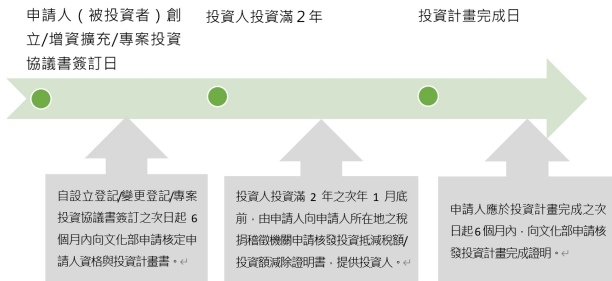 申請人（被投資者）創
立/增資擴充/專案投資
協議書簽訂日
投資人投資滿２年
投資計畫完成日
自設立登記/變更登記/專案
投資協議書簽訂之次日起 6
個月內向文化部申請核定申
請人資格與投資計畫書。↵
投資人投資滿 2 年之次年 1 月底
前，由申請人向申請人所在地之稅
捐稽徵機關申請核發投資抵減稅額/
投資額減除證明書，提供投資人。↵
申請人應於投資計畫完成之次
日起 6 個月內，向文化部申請核
發投資計畫完成證明。↵